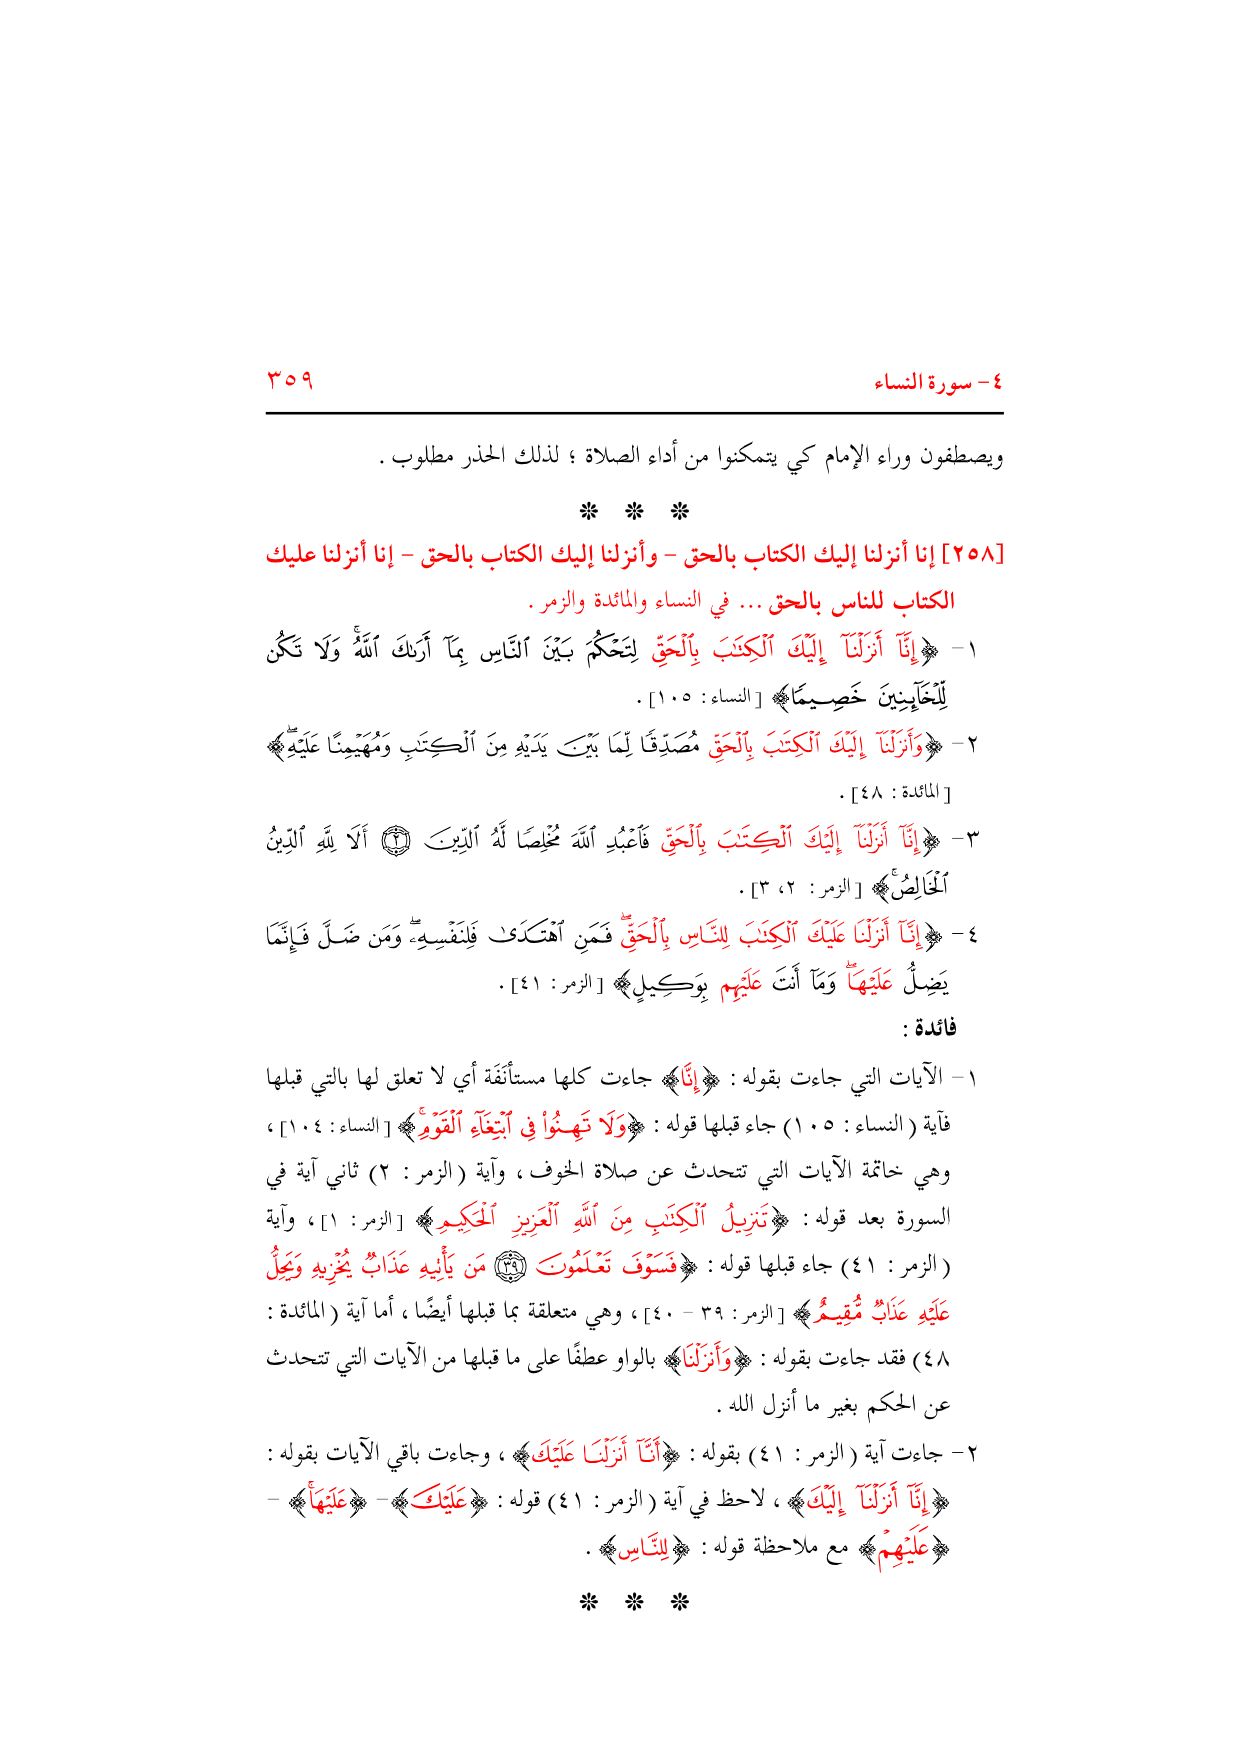 ٤- سورة النساء ٣٥٩
ويصطفون وراء الإمام كي يتمكنوا من أداء الصلاة ؛ لذلك الحذر مطلوب .
❊ ❊ ❊
[٢٥٨] إنا أنزلنا إليك الكتاب بالحق – وأنزلنا إليك الكتاب بالحق – إنا أنزلنا عليك
الكتاب للناس بالحق ... في النساء والمائدة والزمر .
١- ﴿إِنَّآ أَنزَلْنَآ إِلَيْكَ ٱلْكِتَٰبَ بِٱلْحَقِّ لِتَحْكُمَ بَيْنَ ٱلنَّاسِ بِمَآ أَرَىٰكَ ٱللَّهُ ۚ وَلَا تَكُن
لِّلْخَآئِنِينَ خَصِيمًا﴾ [النساء: ١٠٥] .
٢- ﴿وَأَنزَلْنَآ إِلَيْكَ ٱلْكِتَٰبَ بِٱلْحَقِّ مُصَدِّقًا لِّمَا بَيْنَ يَدَيْهِ مِنَ ٱلْكِتَٰبِ وَمُهَيْمِنًا عَلَيْهِ ۖ﴾
[المائدة : ٤٨] .
٣- ﴿إِنَّآ أَنزَلْنَآ إِلَيْكَ ٱلْكِتَٰبَ بِٱلْحَقِّ فَٱعْبُدِ ٱللَّهَ مُخْلِصًا لَّهُ ٱلدِّينَ ٢ أَلَا لِلَّهِ ٱلدِّينُ
ٱلْخَالِصُ ۚ﴾ [الزمر : ٢، ٣] .
٤- ﴿إِنَّآ أَنزَلْنَا عَلَيْكَ ٱلْكِتَٰبَ لِلنَّاسِ بِٱلْحَقِّ ۖ فَمَنِ ٱهْتَدَىٰ فَلِنَفْسِهِۦ ۖ وَمَن ضَلَّ فَإِنَّمَا
يَضِلُّ عَلَيْهَا ۖ وَمَآ أَنتَ عَلَيْهِم بِوَكِيلٍ﴾ [الزمر : ٤١] .
فائدة :
١- الآيات التي جاءت بقوله : ﴿إِنَّا﴾ جاءت كلها مستأنَفَة أي لا تعلق لها بالتي قبلها
فآية (النساء : ١٠٥) جاء قبلها قوله : ﴿وَلَا تَهِنُوا۟ فِى ٱبْتِغَآءِ ٱلْقَوْمِ ۚ﴾ [النساء: ١٠٤] ،
وهي خاتمة الآيات التي تتحدث عن صلاة الخوف ، وآية (الزمر : ٢) ثاني آية في
السورة بعد قوله : ﴿تَنزِيلُ ٱلْكِتَٰبِ مِنَ ٱللَّهِ ٱلْعَزِيزِ ٱلْحَكِيمِ﴾ [الزمر : ١] ، وآية
(الزمر : ٤١) جاء قبلها قوله : ﴿فَسَوْفَ تَعْلَمُونَ ٣٩ مَن يَأْتِيهِ عَذَابٌ يُخْزِيهِ وَيَحِلُّ
عَلَيْهِ عَذَابٌ مُّقِيمٌ﴾ [الزمر: ٣٩ – ٤٠] ، وهي متعلقة بما قبلها أيضًا ، أما آية (المائدة :
٤٨) فقد جاءت بقوله : ﴿وَأَنزَلْنَا﴾ بالواو عطفًا على ما قبلها من الآيات التي تتحدث
عن الحكم بغير ما أنزل الله .
٢- جاءت آية (الزمر : ٤١) بقوله : ﴿أَنَّآ أَنزَلْنَا عَلَيْكَ﴾ ، وجاءت باقي الآيات بقوله :
﴿إِنَّآ أَنزَلْنَآ إِلَيْكَ﴾ ، لاحظ في آية (الزمر : ٤١) قوله : ﴿عَلَيْكَ﴾– ﴿عَلَيْهَا ۚ﴾ –
﴿عَلَيْهِمْ﴾ مع ملاحظة قوله : ﴿لِلنَّاسِ﴾ .
❊ ❊ ❊